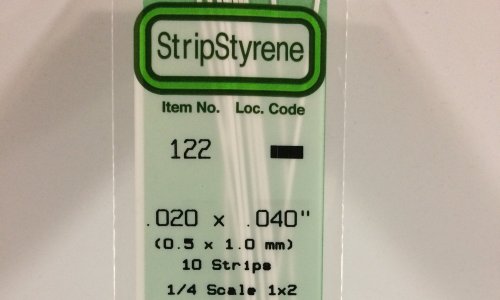 StripStyrene
Item No. Loc. Code
122
.020 x .040"
(0.5 x 1.0 mm)
10 Strips
1/4 Scale 1x2